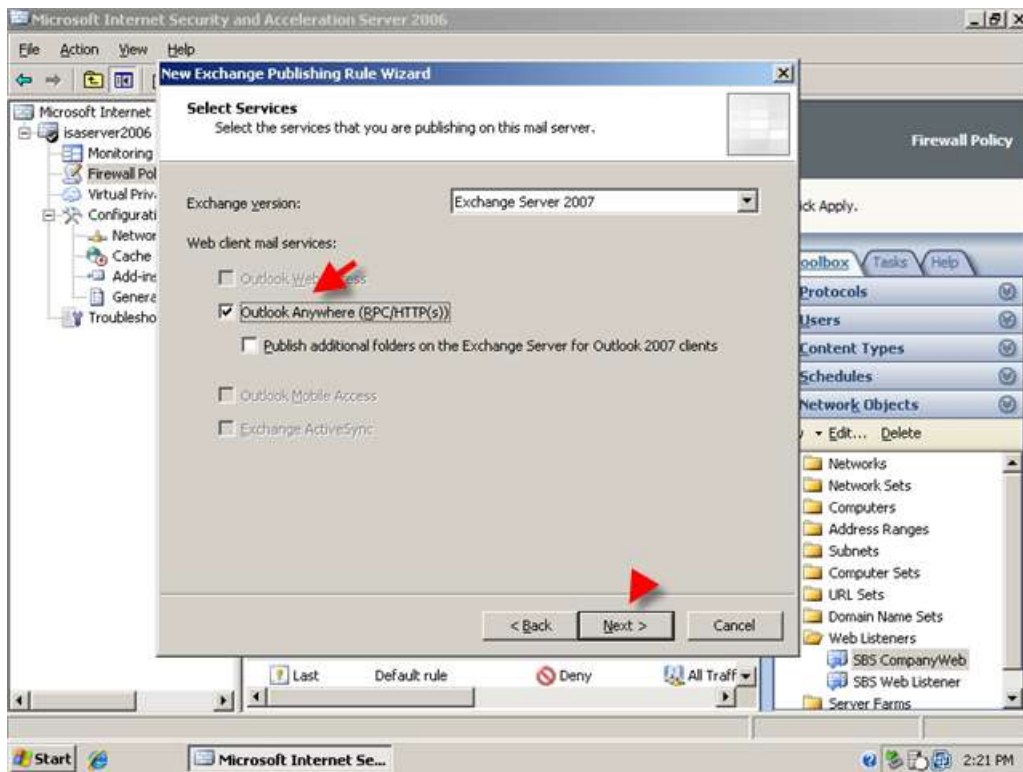 Microsoft Internet Security and Acceleration Server 2006
File Action View Help
New Exchange Publishing Rule Wizard
Select Services
Select the services that you are publishing on this mail server.
Exchange version: Exchange Server 2007
Web client mail services:
Outlook Web
Outlook Anywhere (RPC/HTTP(s))
Publish additional folders on the Exchange Server for Outlook 2007 clients
Outlook Mobile Access
Exchange ActiveSync
< Back Next > Cancel
Microsoft Internet
isaserver2006
Monitoring
Firewall Pol
Virtual Priv
Configurati
Networ
Cache
Add-ins
Genera
Troublesho
Firewall Policy
ick Apply.
oolbox Tasks Help
Protocols
Users
Content Types
Schedules
Network Objects
Edit... Delete
Networks
Network Sets
Computers
Address Ranges
Subnets
Computer Sets
URL Sets
Domain Name Sets
Web Listeners
SBS CompanyWeb
SBS Web Listener
Server Farms
Last Default rule Deny All Traff
Start Microsoft Internet Se... 2:21 PM